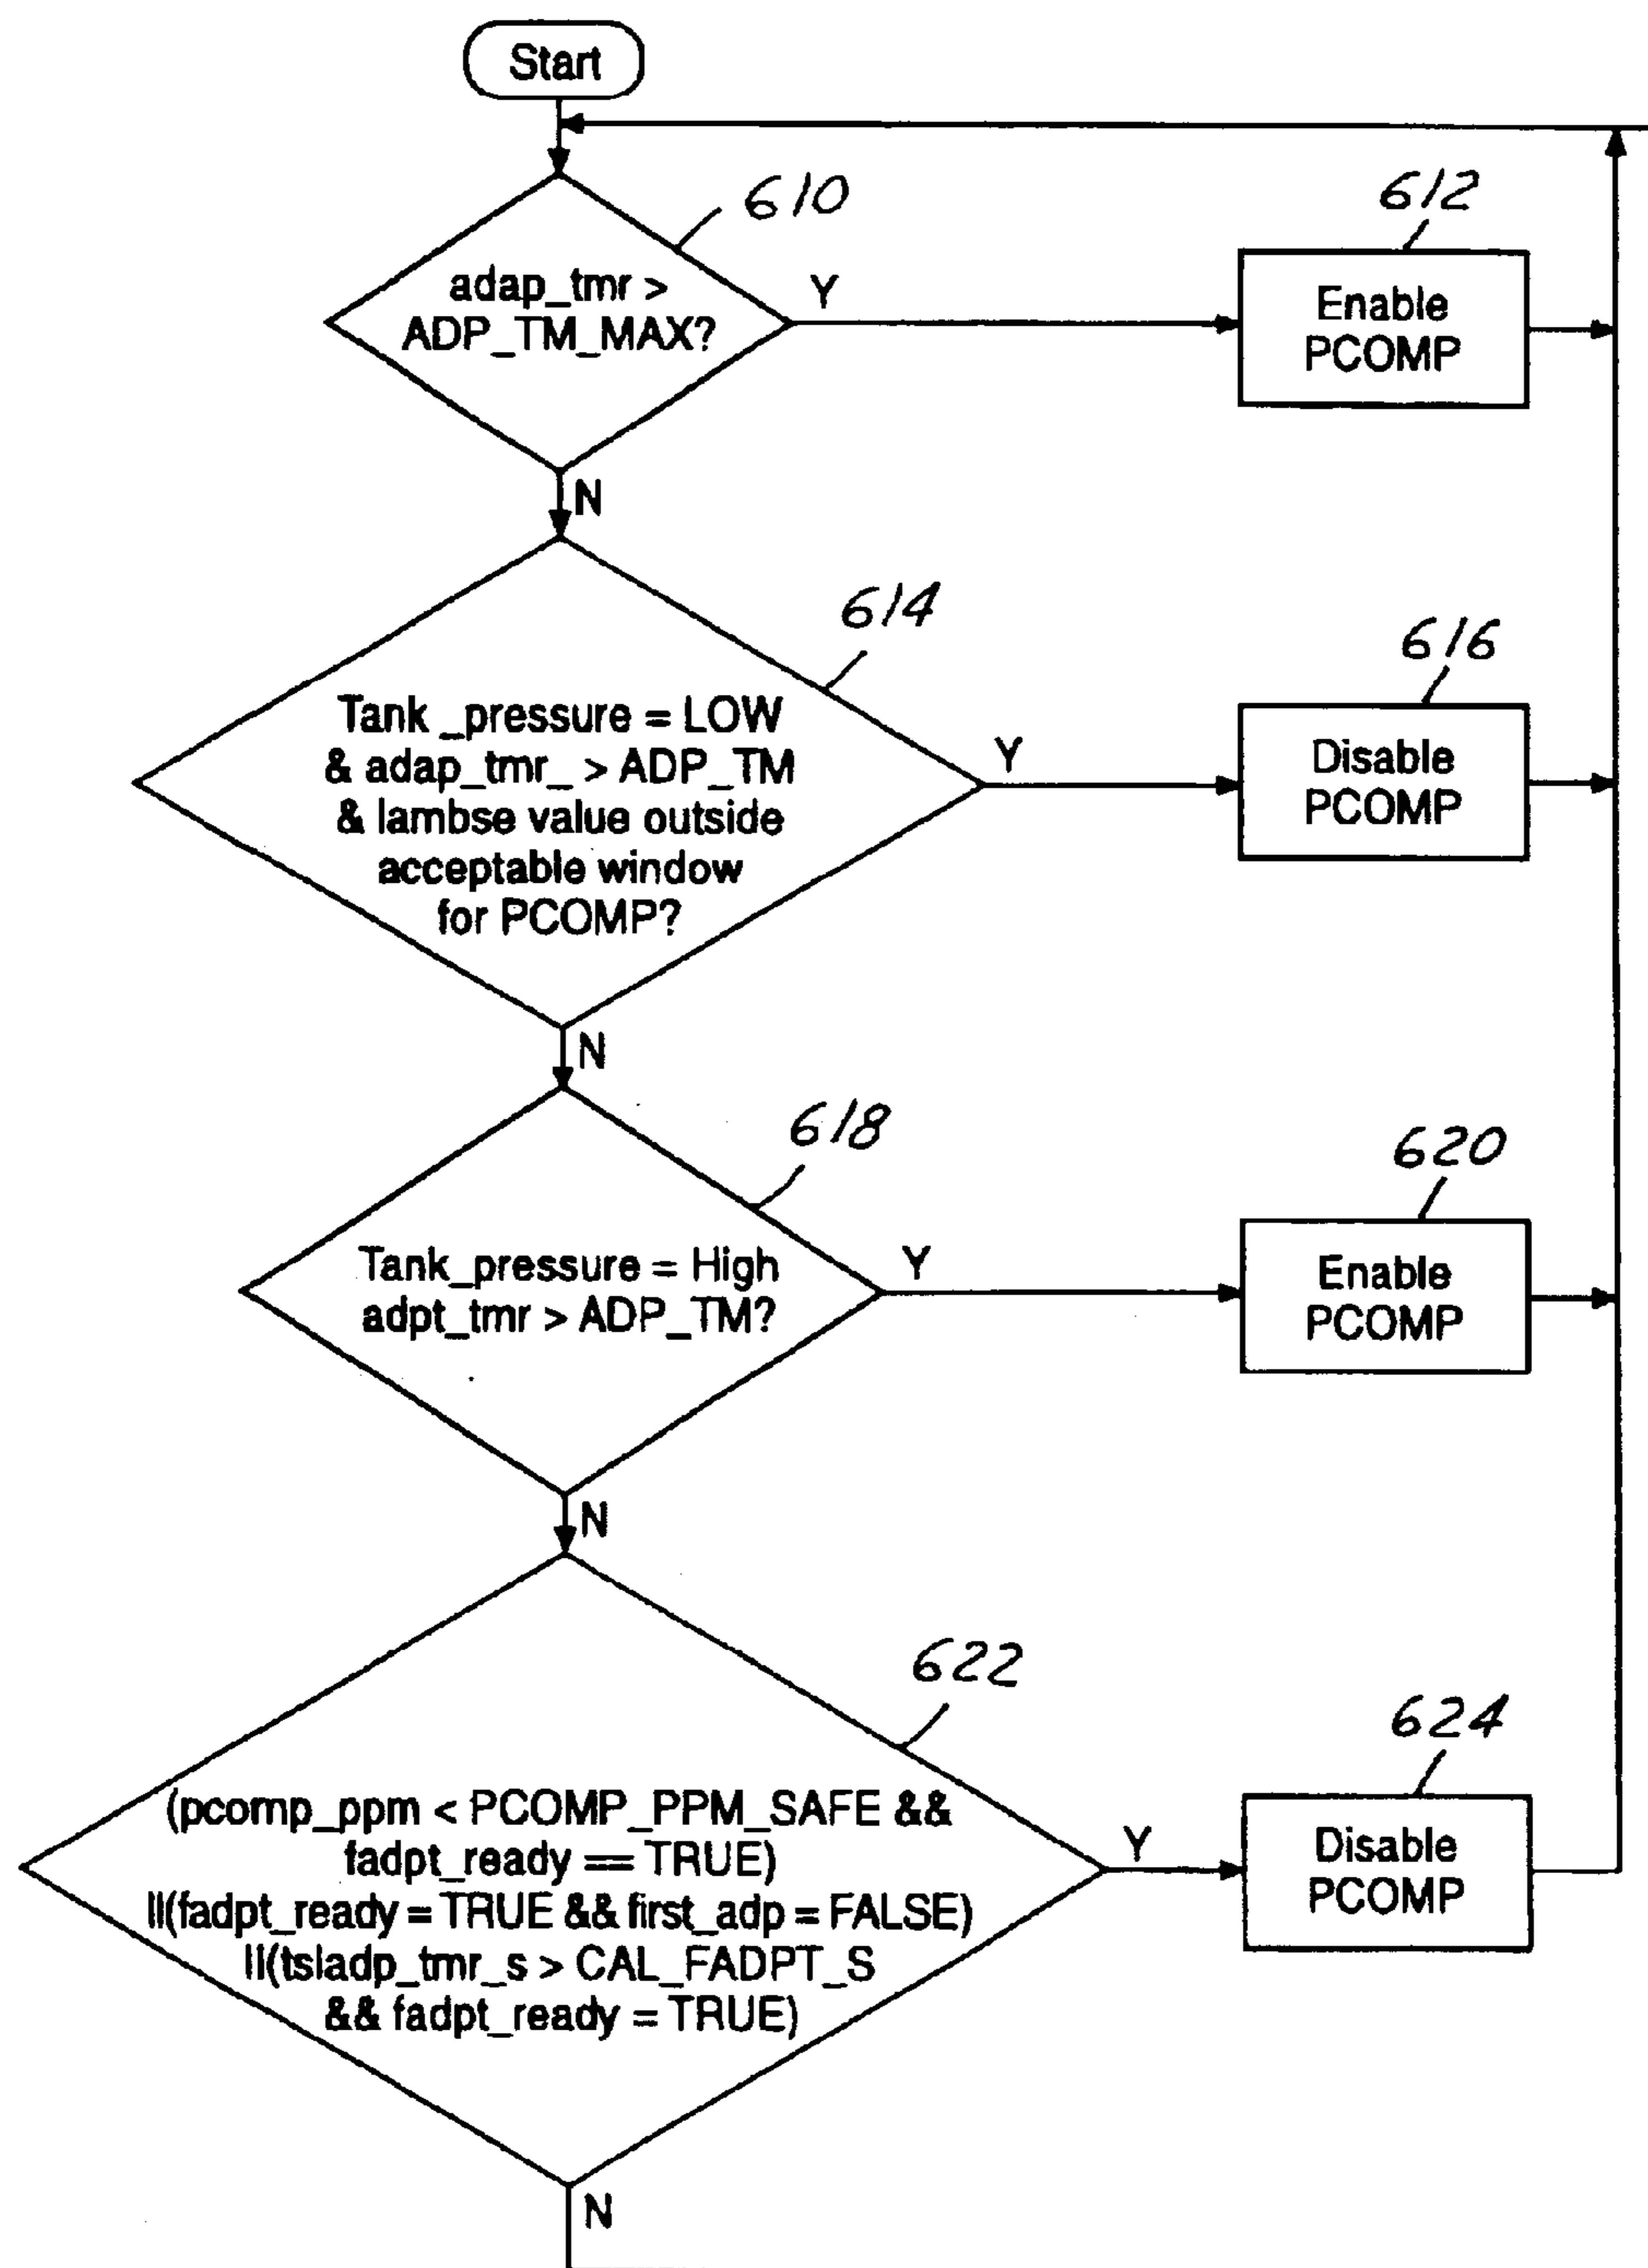 Start
610
adap_tmr >
ADP_TM_MAX?
Y
612
Enable
PCOMP
N
614
Tank _pressure = LOW
& adap_tmr_ > ADP_TM
& lambse value outside
acceptable window
for PCOMP?
Y
616
Disable
PCOMP
N
618
Tank_pressure = High
adpt_tmr > ADP_TM?
Y
620
Enable
PCOMP
N
622
(pcomp_ppm < PCOMP_PPM_SAFE &&
fadpt_ready == TRUE)
||(fadpt_ready = TRUE && first_adp = FALSE)
||(tsladp_tmr_s > CAL_FADPT_S
&& fadpt_ready = TRUE)
Y
624
Disable
PCOMP
N